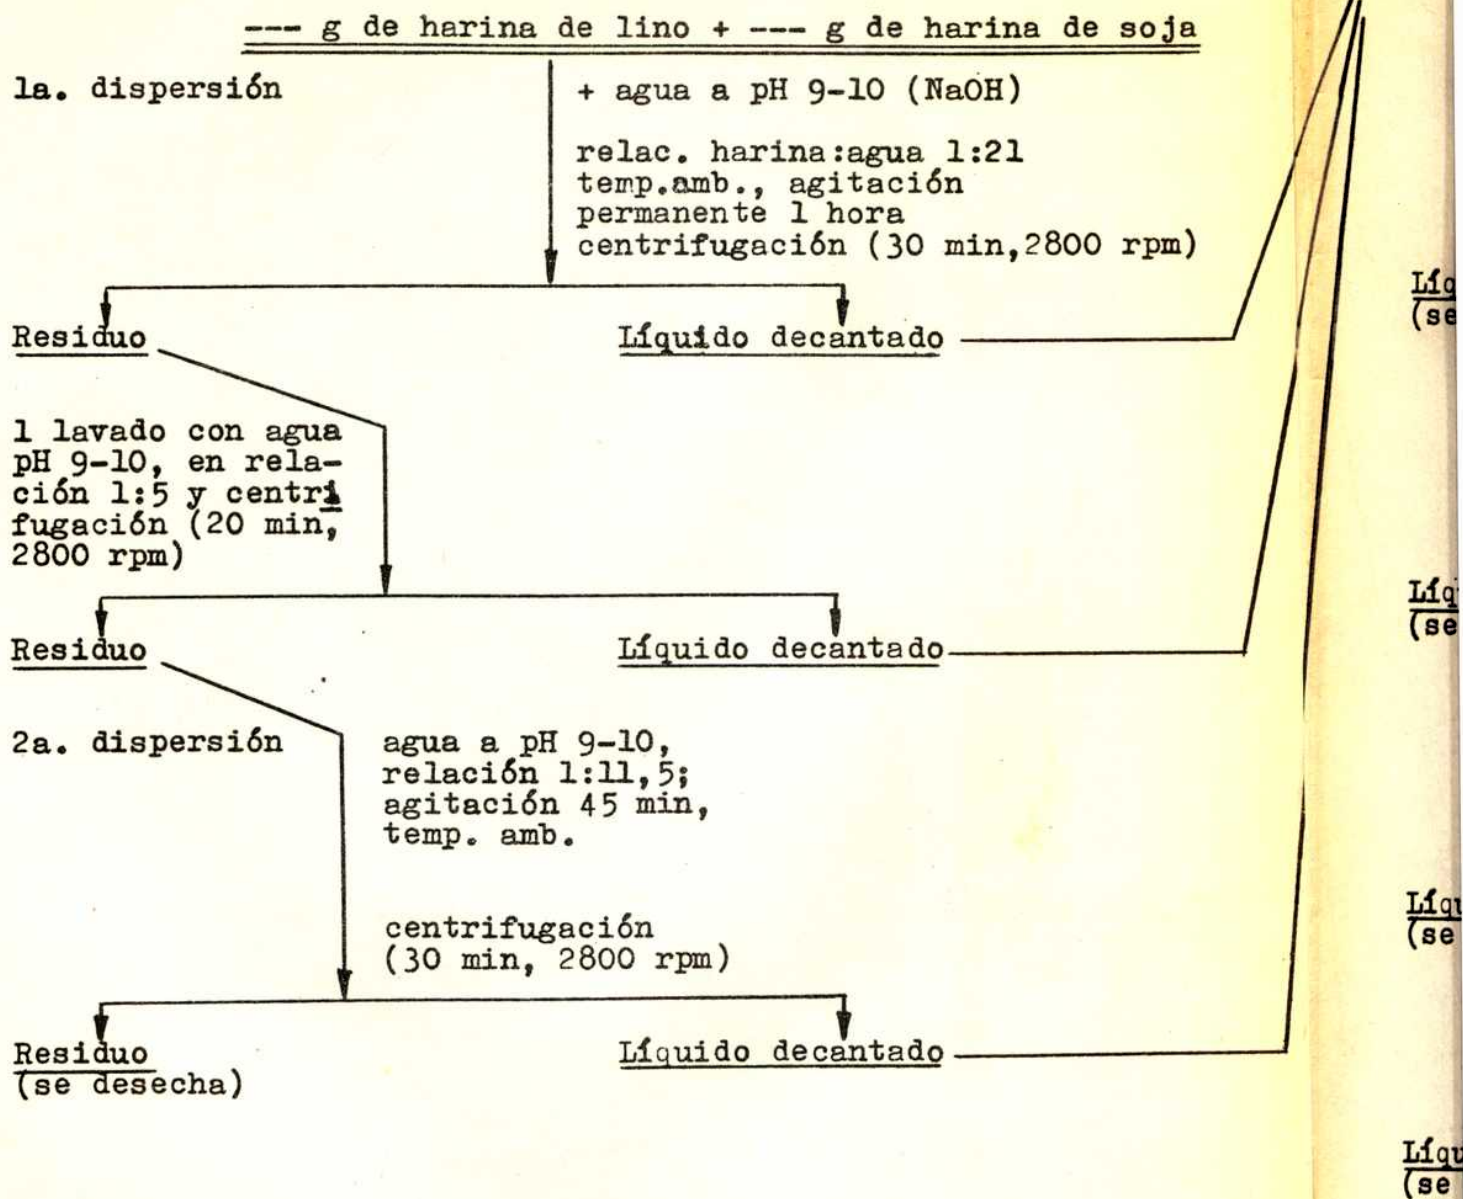 --- g de harina de lino + --- g de harina de soja
1a. dispersión
+ agua a pH 9-10 (NaOH)
relac. harina:agua 1:21
temp.amb., agitación
permanente 1 hora
centrifugación (30 min,2800 rpm)
Residuo
Líquido decantado
1 lavado con agua
pH 9-10, en rela-
ción 1:5 y centri
fugación (20 min,
2800 rpm)
Residuo
Líquido decantado
2a. dispersión
agua a pH 9-10,
relación 1:11,5;
agitación 45 min,
temp. amb.
centrifugación
(30 min, 2800 rpm)
Residuo
(se desecha)
Líquido decantado
(se
(se
(se
(se